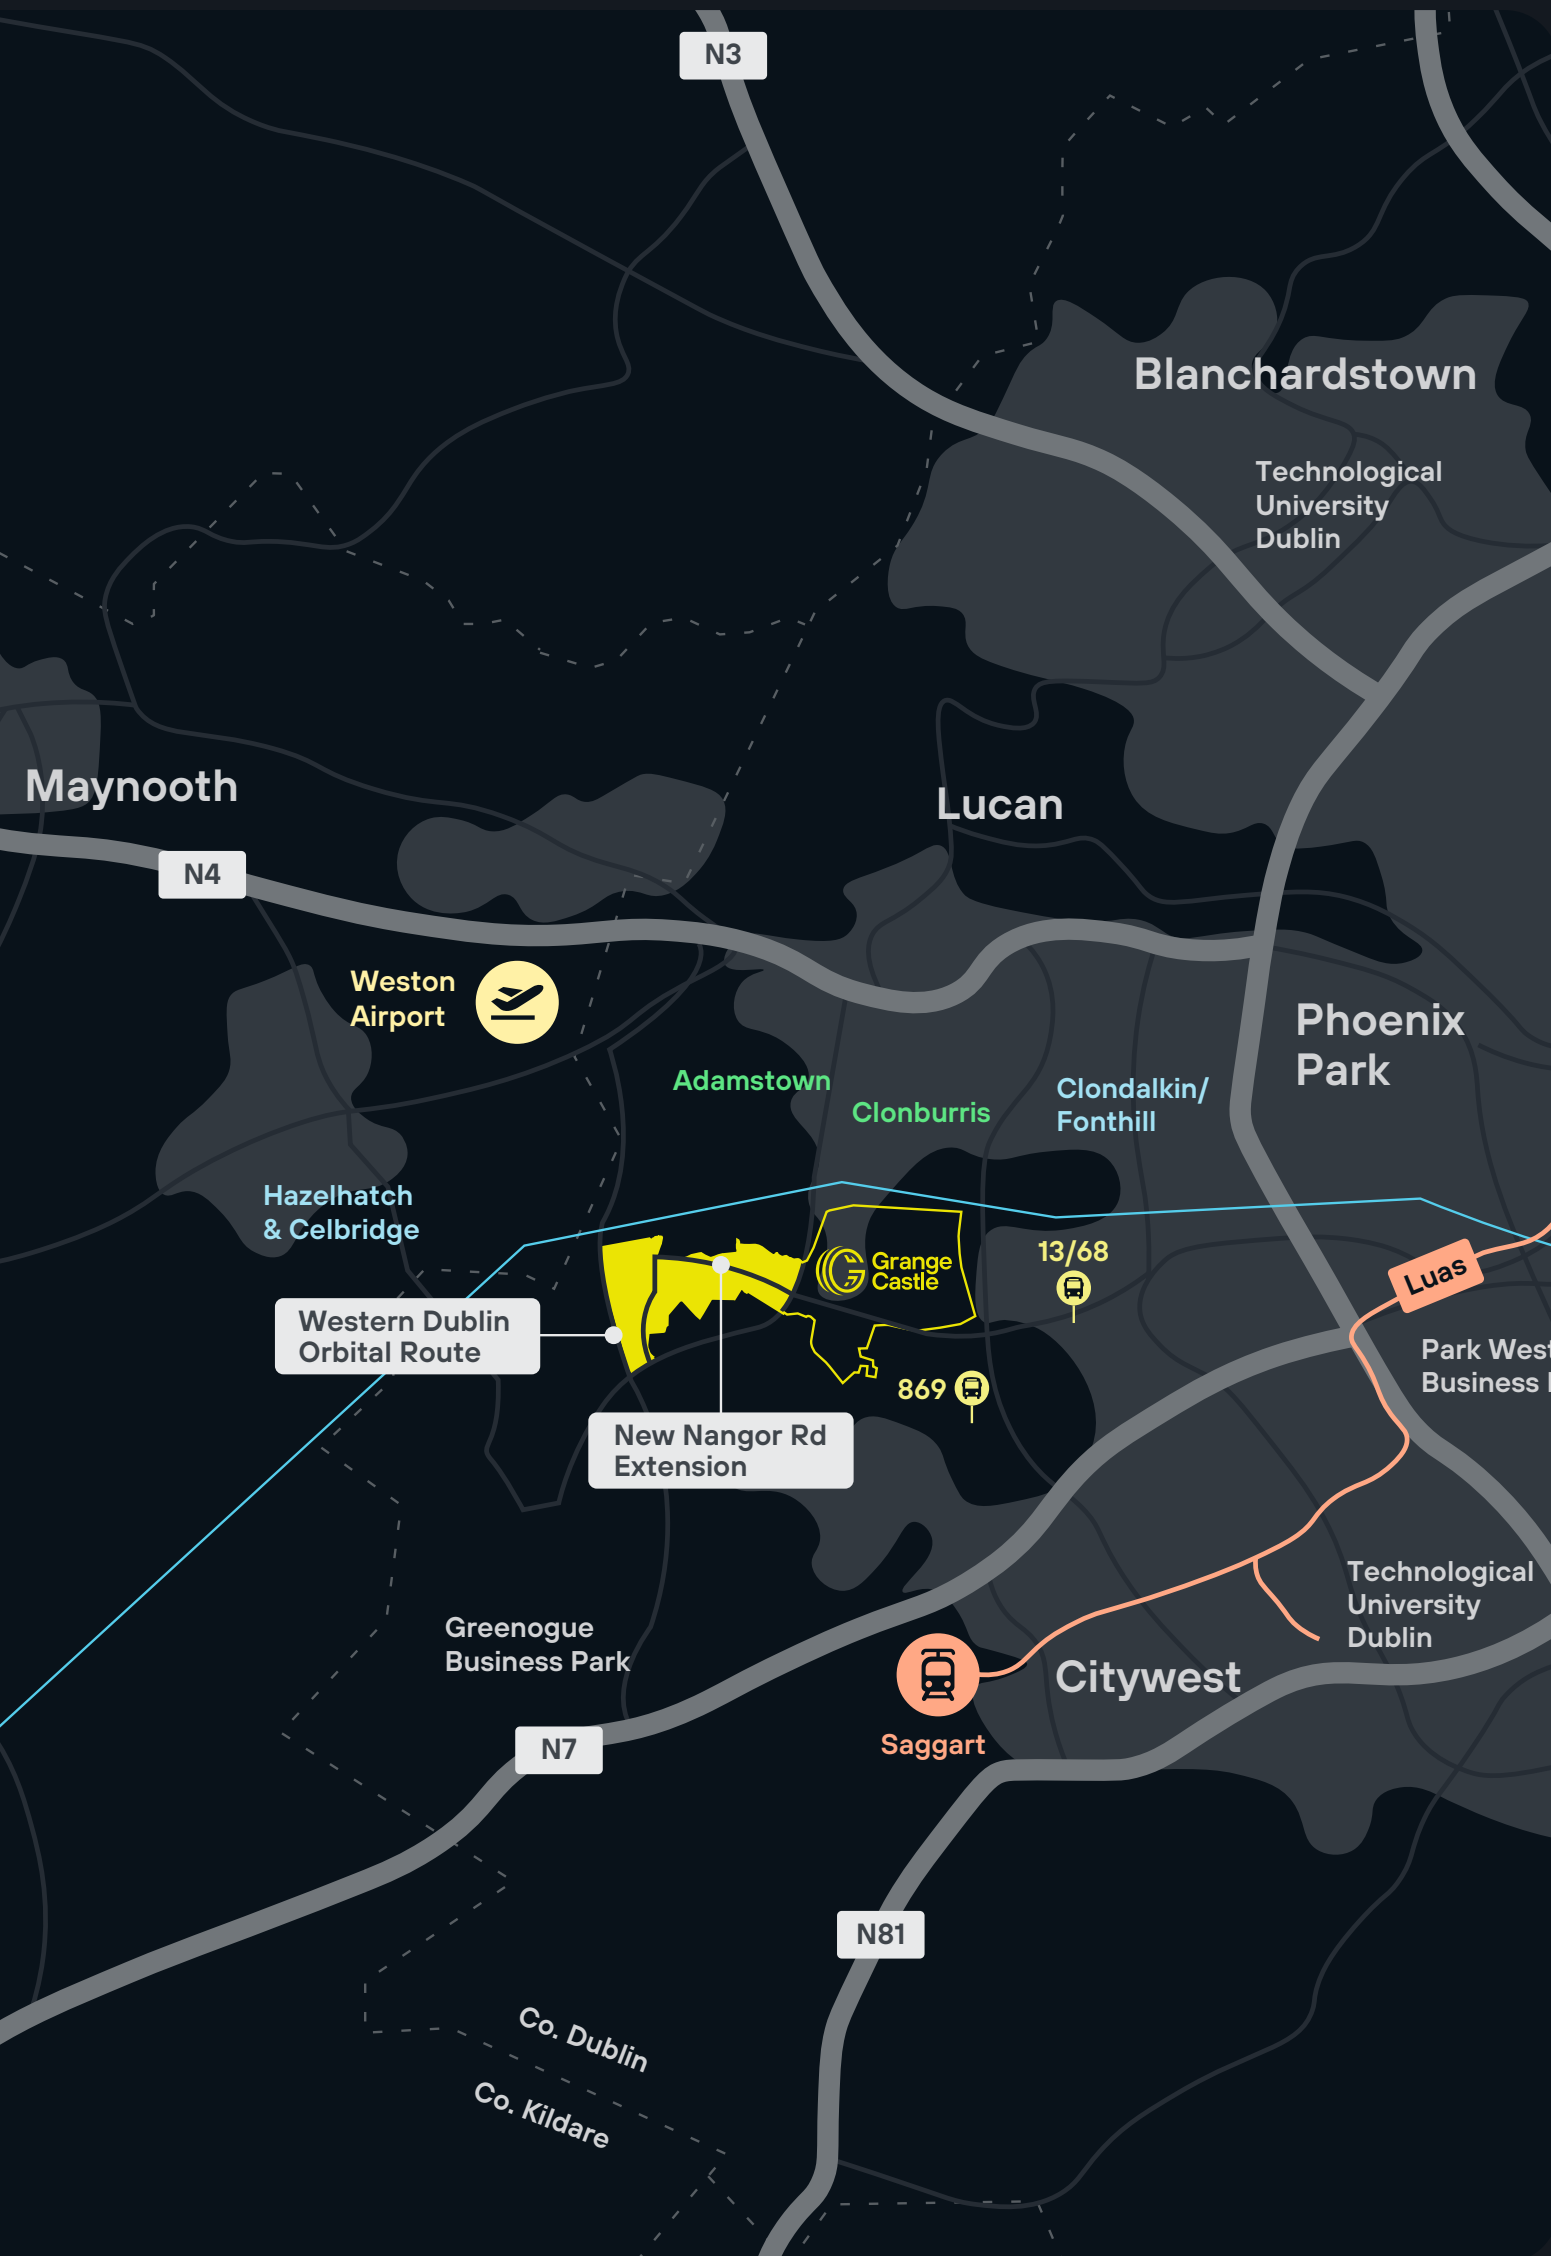 N3
Blanchardstown
Technological
University
Dublin
Maynooth
Lucan
N4
Weston
Airport
Phoenix
Park
Adamstown
Clonburris
Clondalkin/
Fonthill
Hazelhatch
& Celbridge
13/68
Grange
Castle
Luas
Western Dublin
Orbital Route
Park West
Business
869
New Nangor Rd
Extension
Technological
University
Dublin
Greenogue
Business Park
Citywest
Saggart
N7
N81
Co. Dublin
Co. Kildare